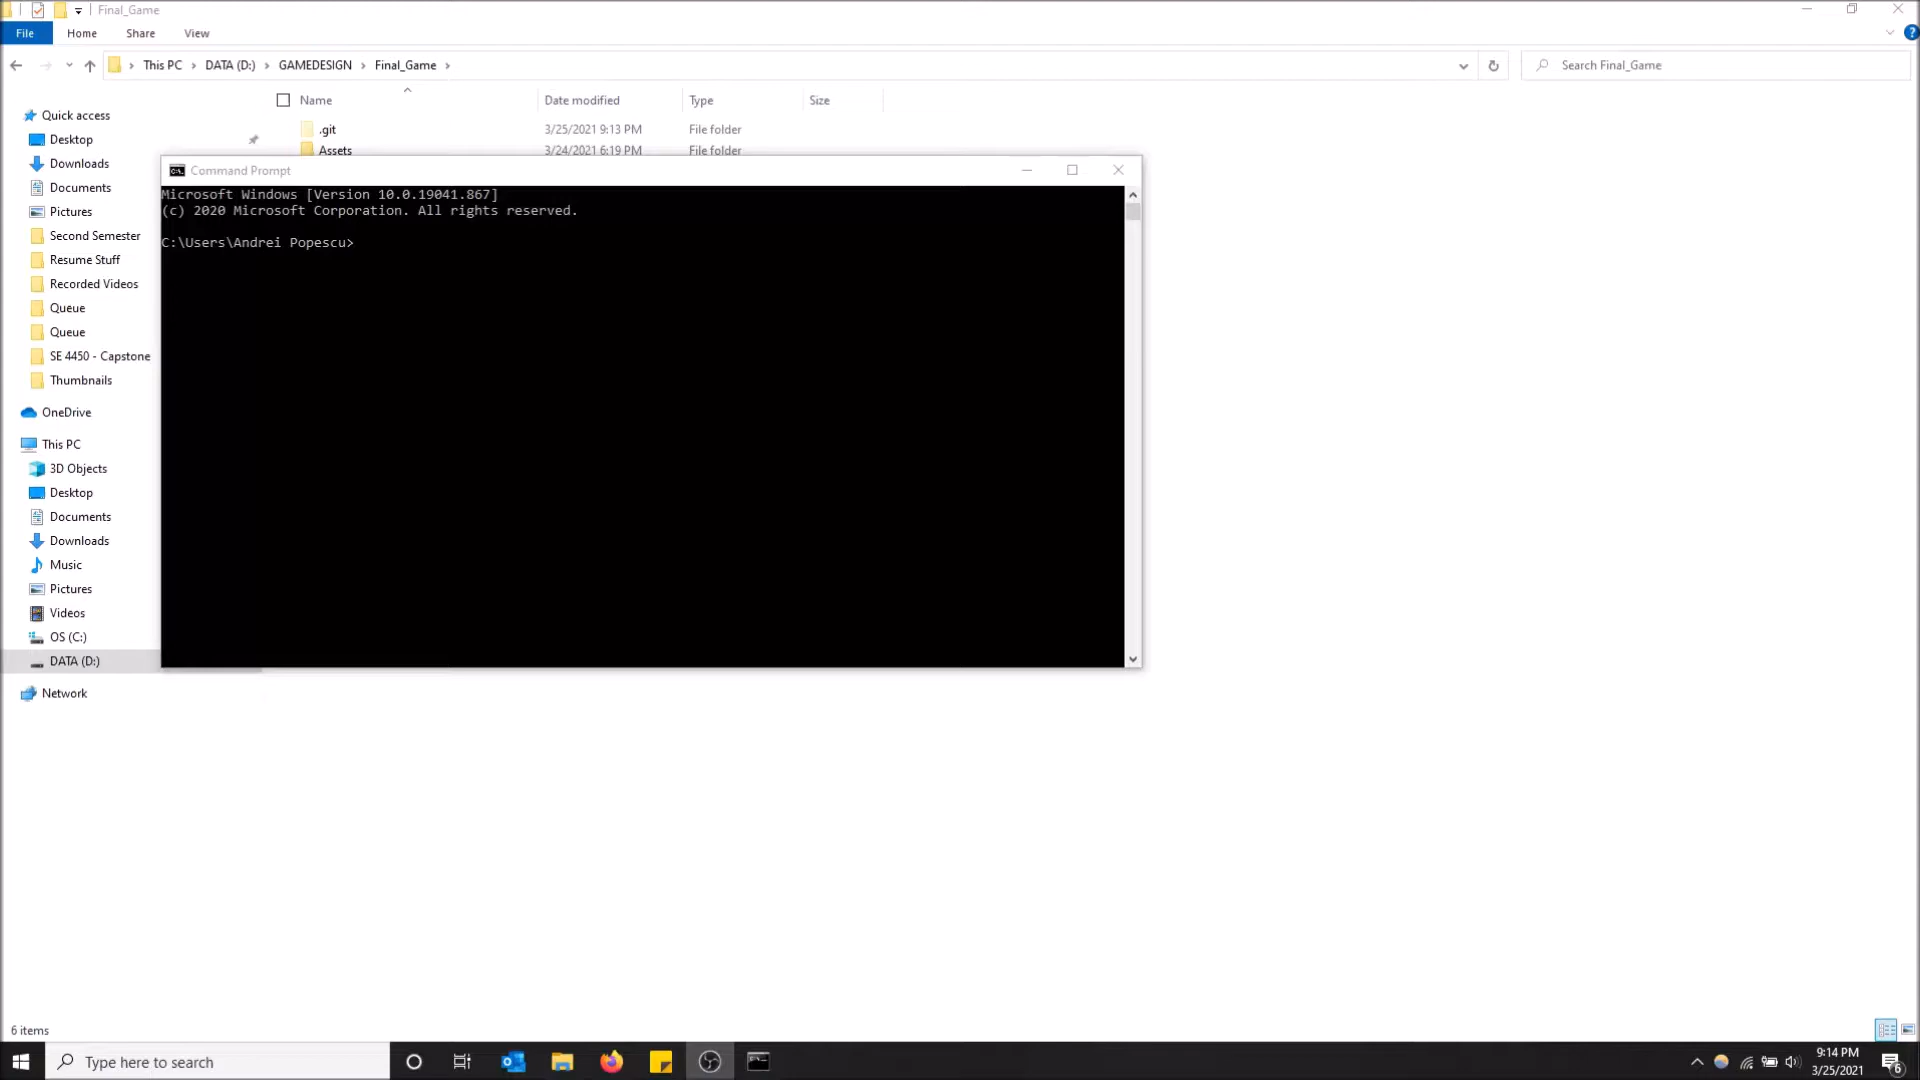 Final_Game
File Home Share View
This PC DATA (D:) GAMEDESIGN Final_Game
Search Final_Game
Name Date modified Type Size
.git 3/25/2021 9:13 PM File folder
Assets 3/24/2021 6:19 PM File folder
Quick access
Desktop
Downloads
Documents
Pictures
Second Semester
Resume Stuff
Recorded Videos
Queue
Queue
SE 4450 - Capstone
Thumbnails
OneDrive
This PC
3D Objects
Desktop
Documents
Downloads
Music
Pictures
Videos
OS (C:)
DATA (D:)
Network
Command Prompt
Microsoft Windows [Version 10.0.19041.867]
(c) 2020 Microsoft Corporation. All rights reserved.
C:\Users\Andrei Popescu>
6 items
Type here to search
9:14 PM
3/25/2021
6